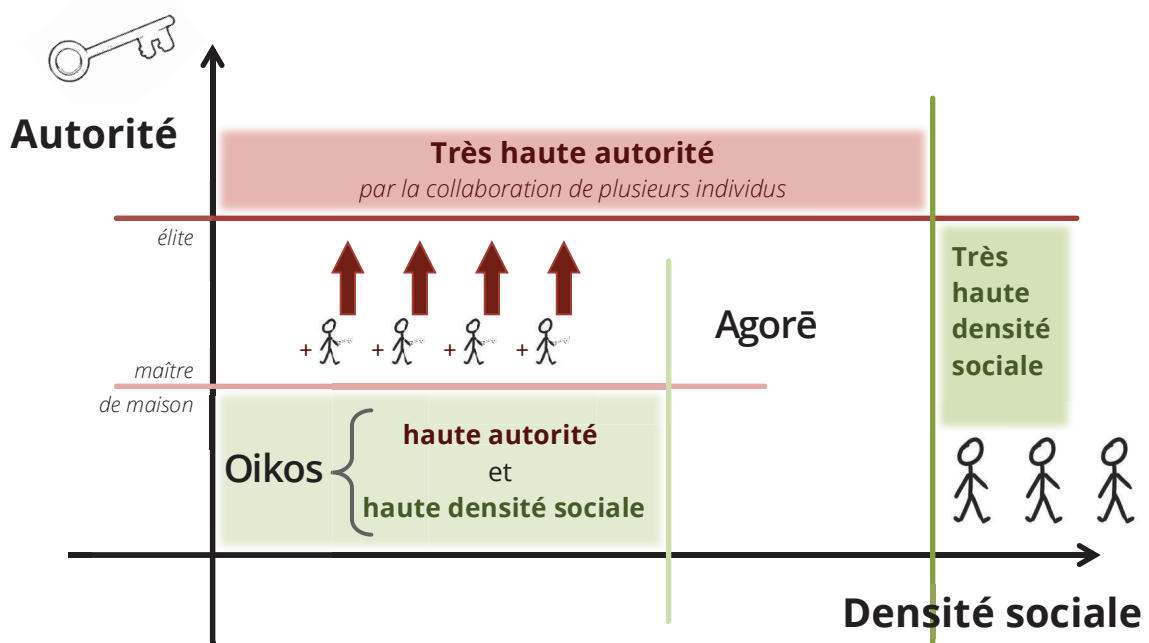 Autorité
Très haute autorité
par la collaboration de plusieurs individus
élite
+ + + +
Agorē
Très
haute
densité
sociale
maître
de maison
Oikos
haute autorité
et
haute densité sociale
Densité sociale